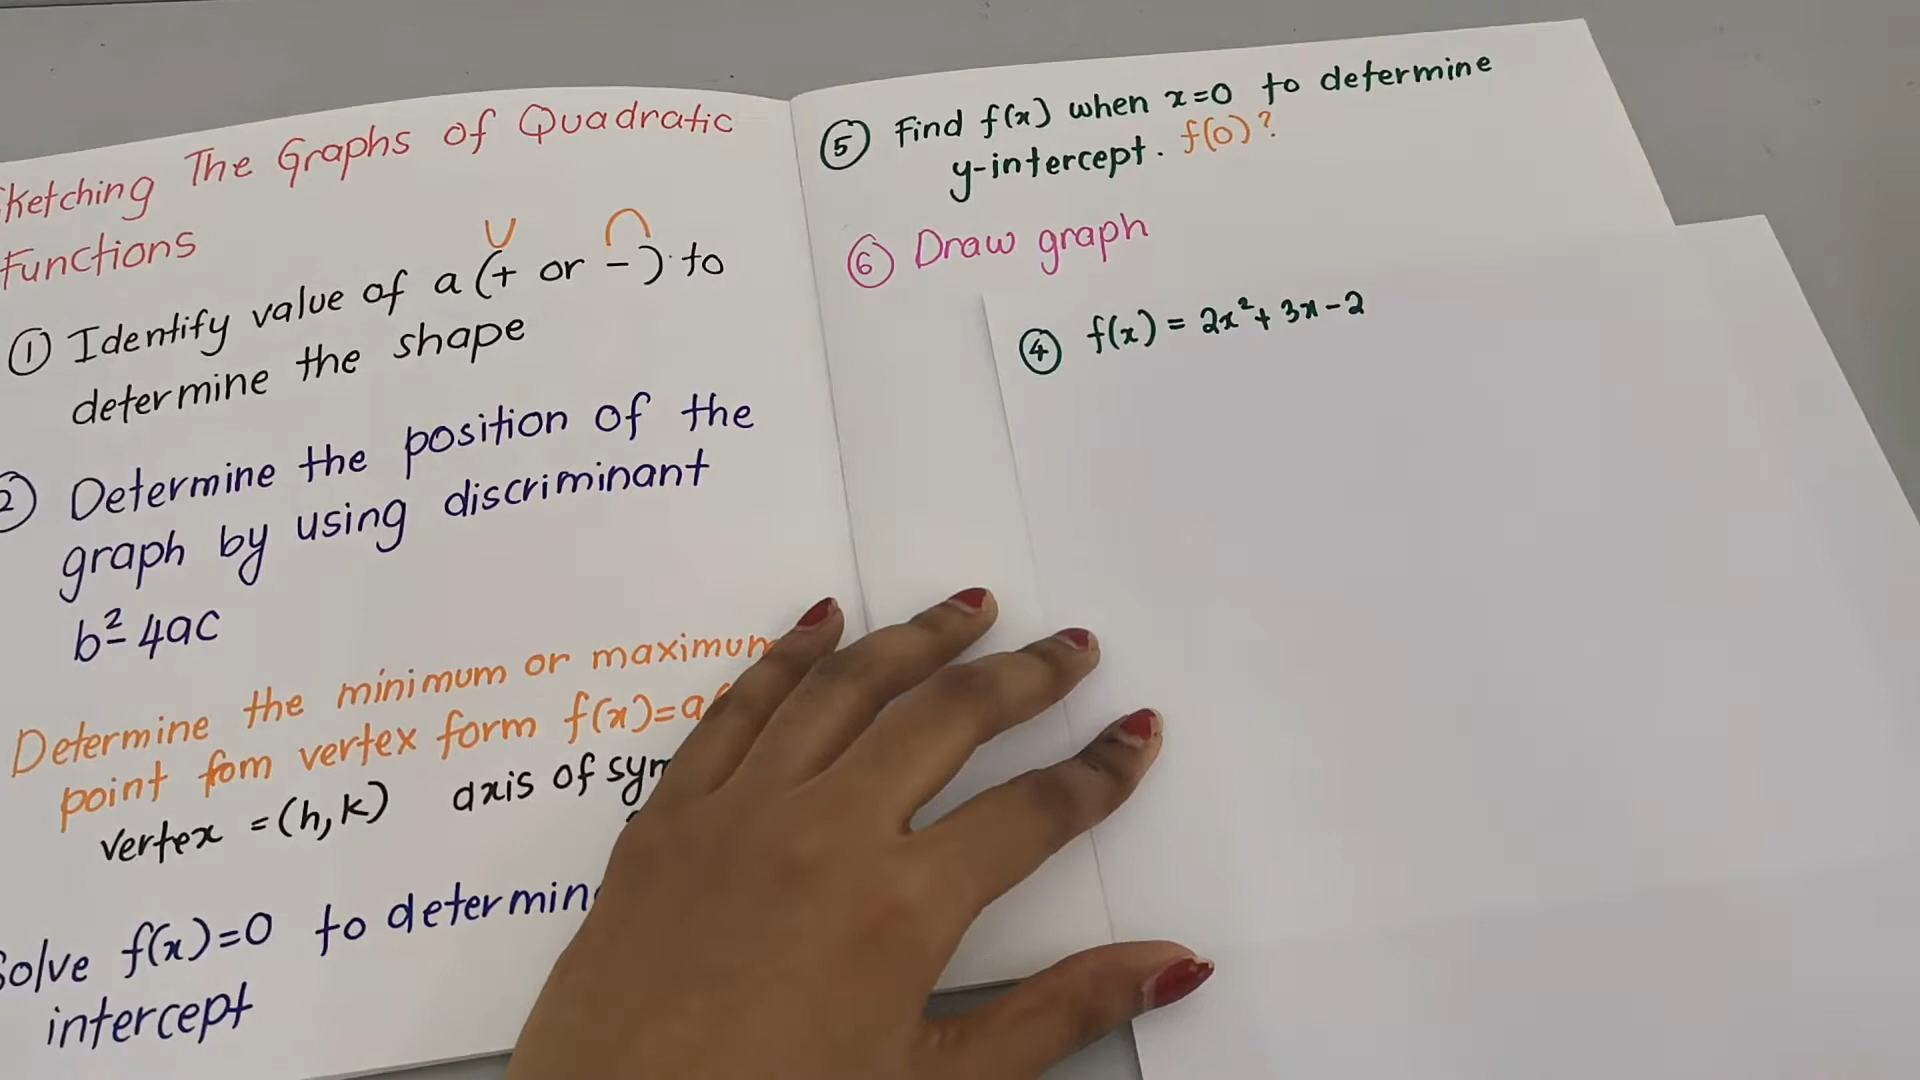 Sketching The Graphs of Quadratic
Functions
① Identify value of a (+ or -) to
determine the shape
② Determine the position of the
graph by using discriminant
b²-4ac
Determine the minimum or maximum
point fom vertex form f(x)=a
vertex = (h,k) axis of sym
Solve f(x)=0 to determin
intercept
⑤ Find f(x) when x=0 to determine
y-intercept. f(0)?
⑥ Draw graph
④ f(x) = 2x²+3x-2